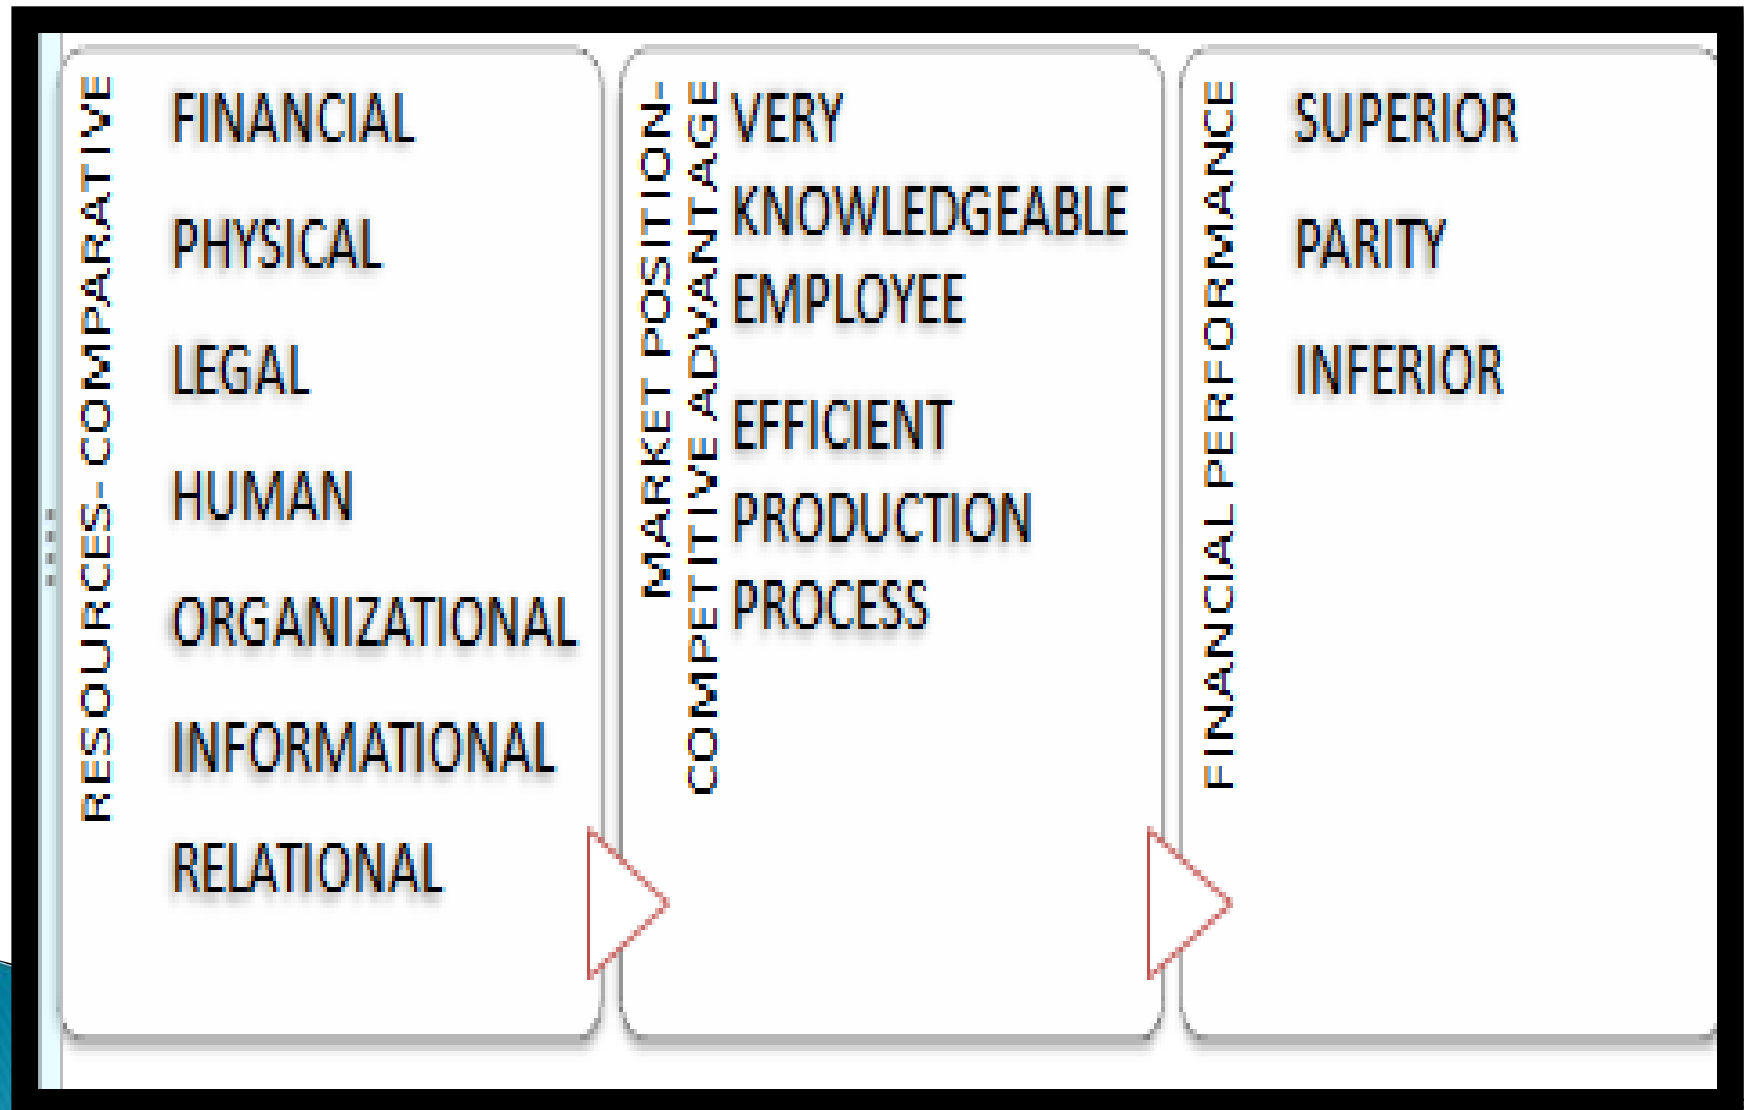 RESOURCES- COMPARATIVE
FINANCIAL
PHYSICAL
LEGAL
HUMAN
ORGANIZATIONAL
INFORMATIONAL
RELATIONAL
MARKET POSITION-
COMPETITIVE ADVANTAGE
VERY
KNOWLEDGEABLE
EMPLOYEE
EFFICIENT
PRODUCTION
PROCESS
FINANCIAL PERFORMANCE
SUPERIOR
PARITY
INFERIOR